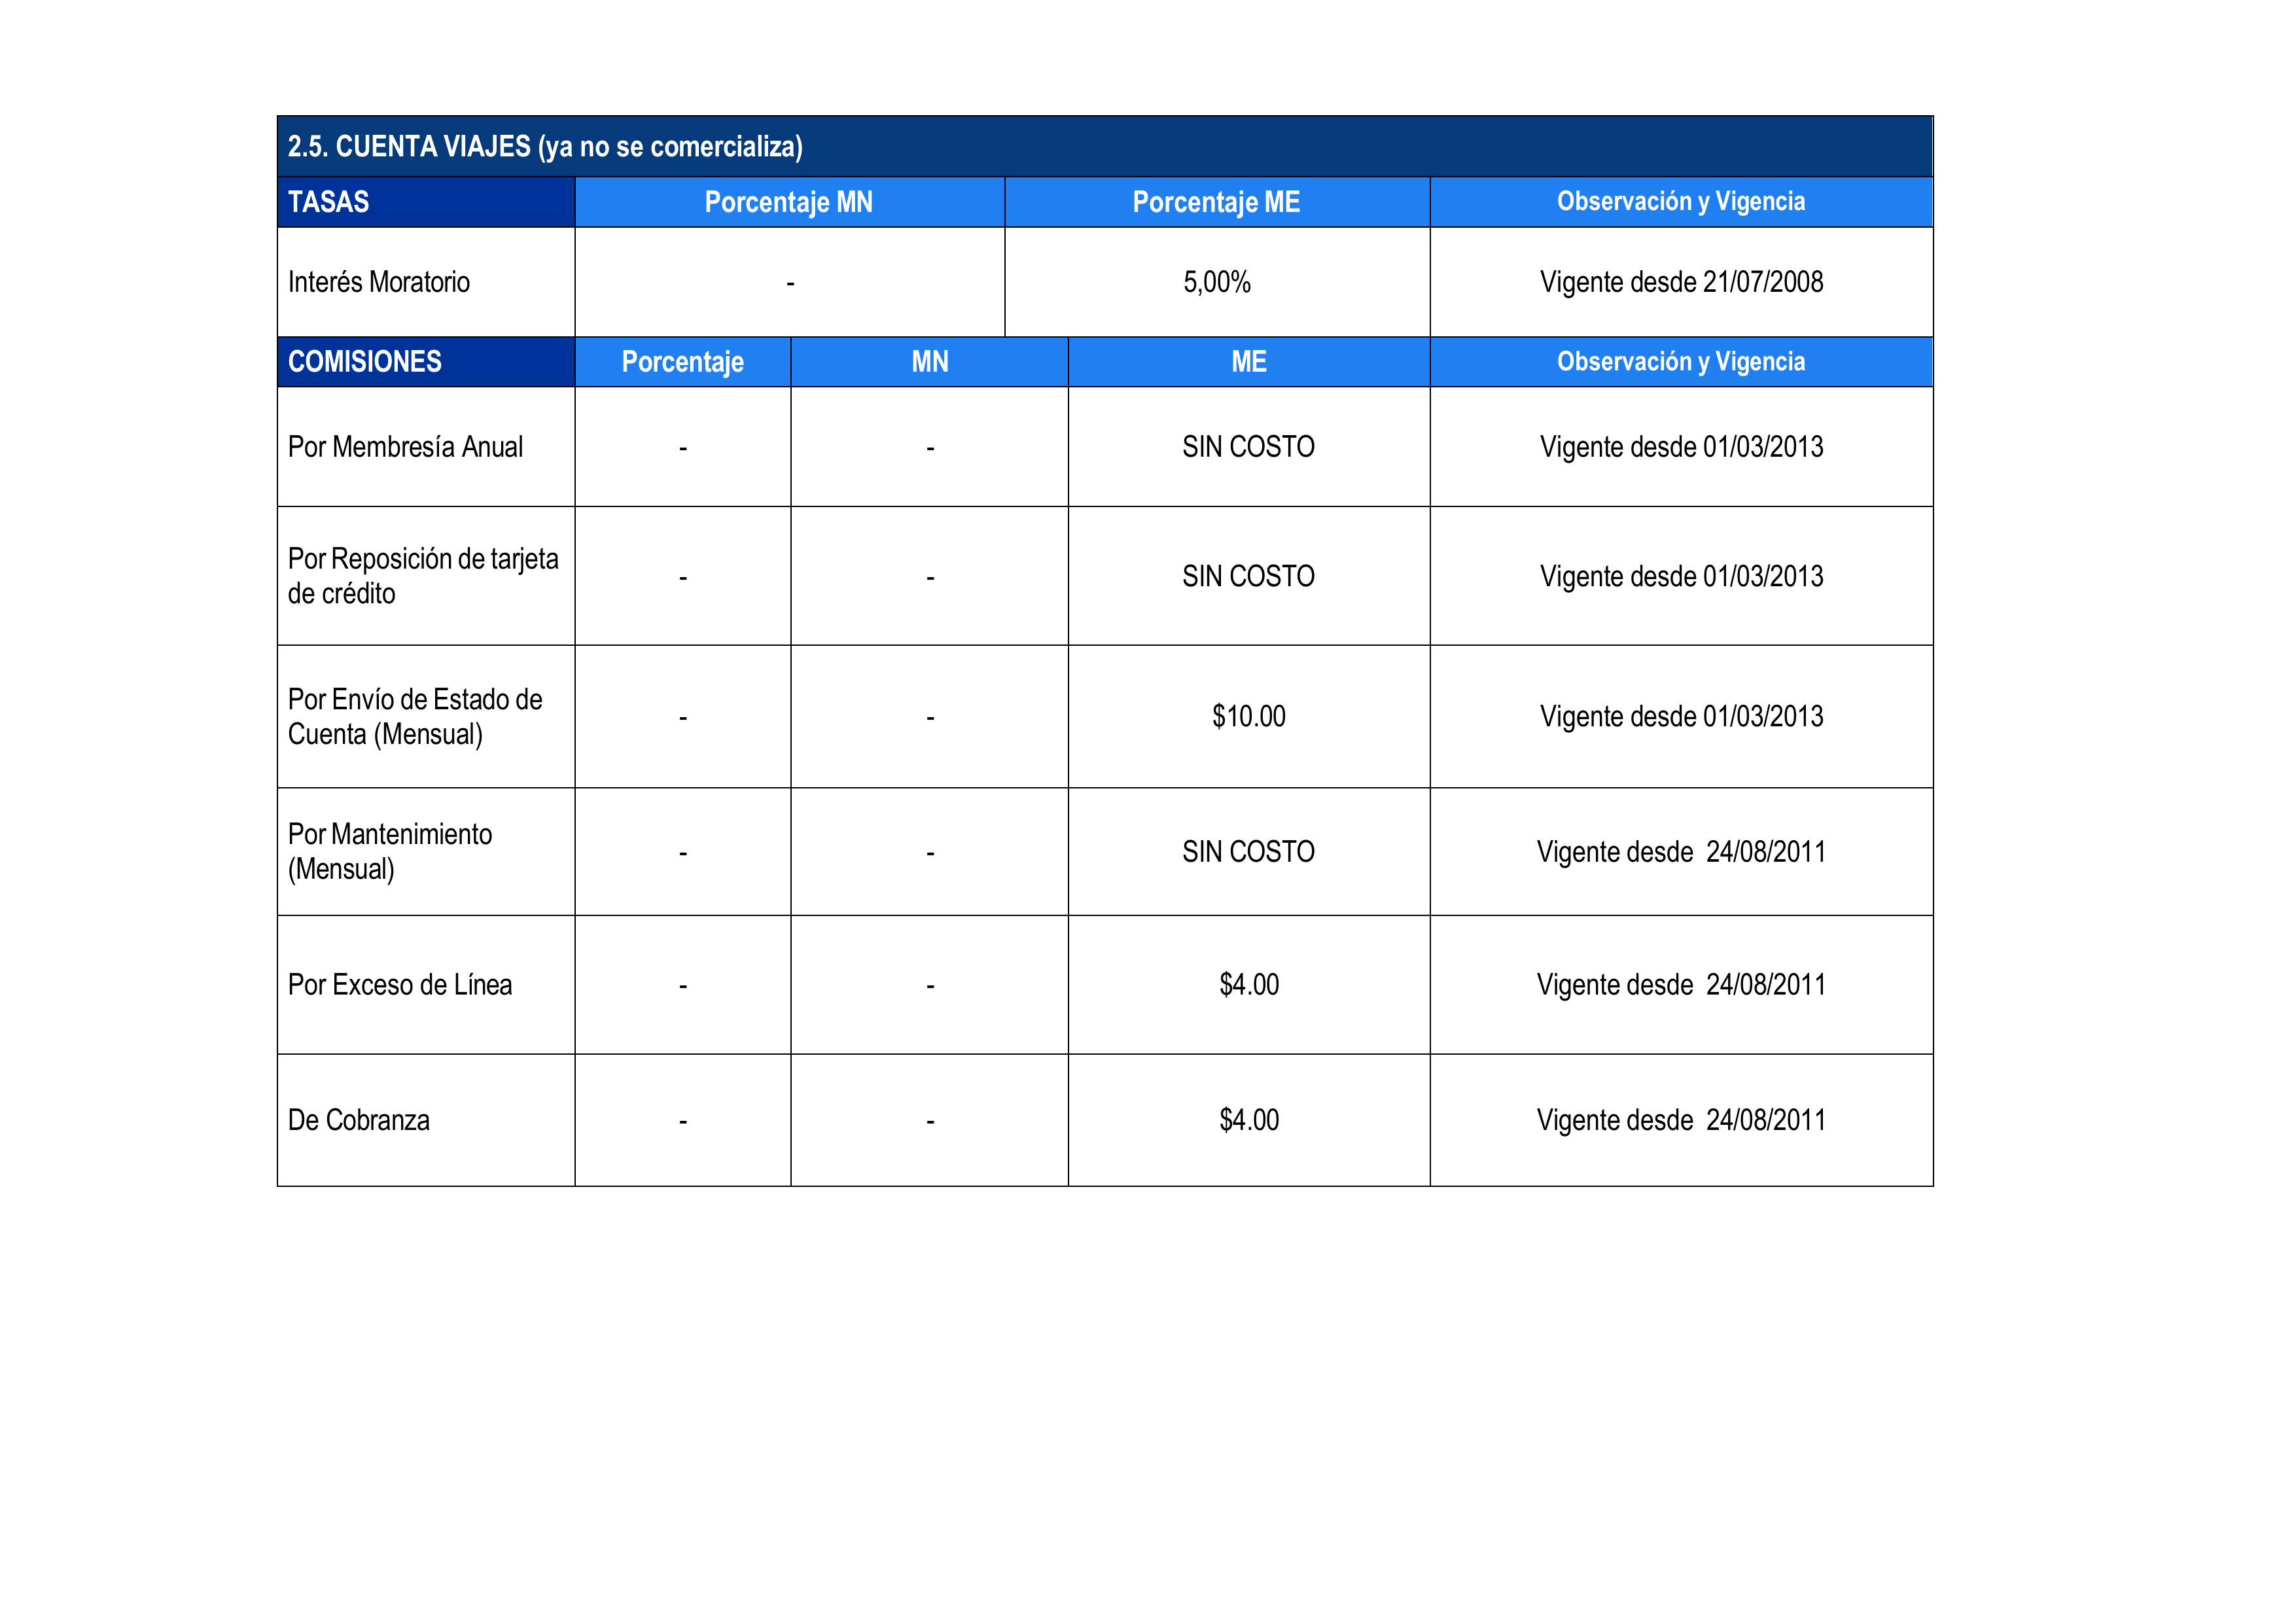 2.5. CUENTA VIAJES (ya no se comercializa)
TASAS Porcentaje MN Porcentaje ME Observación y Vigencia
Interés Moratorio - 5,00% Vigente desde 21/07/2008
COMISIONES Porcentaje MN ME Observación y Vigencia
Por Membresía Anual - - SIN COSTO Vigente desde 01/03/2013
Por Reposición de tarjeta
de crédito - - SIN COSTO Vigente desde 01/03/2013
Por Envío de Estado de
Cuenta (Mensual) - - $10.00 Vigente desde 01/03/2013
Por Mantenimiento
(Mensual) - - SIN COSTO Vigente desde 24/08/2011
Por Exceso de Línea - - $4.00 Vigente desde 24/08/2011
De Cobranza - - $4.00 Vigente desde 24/08/2011